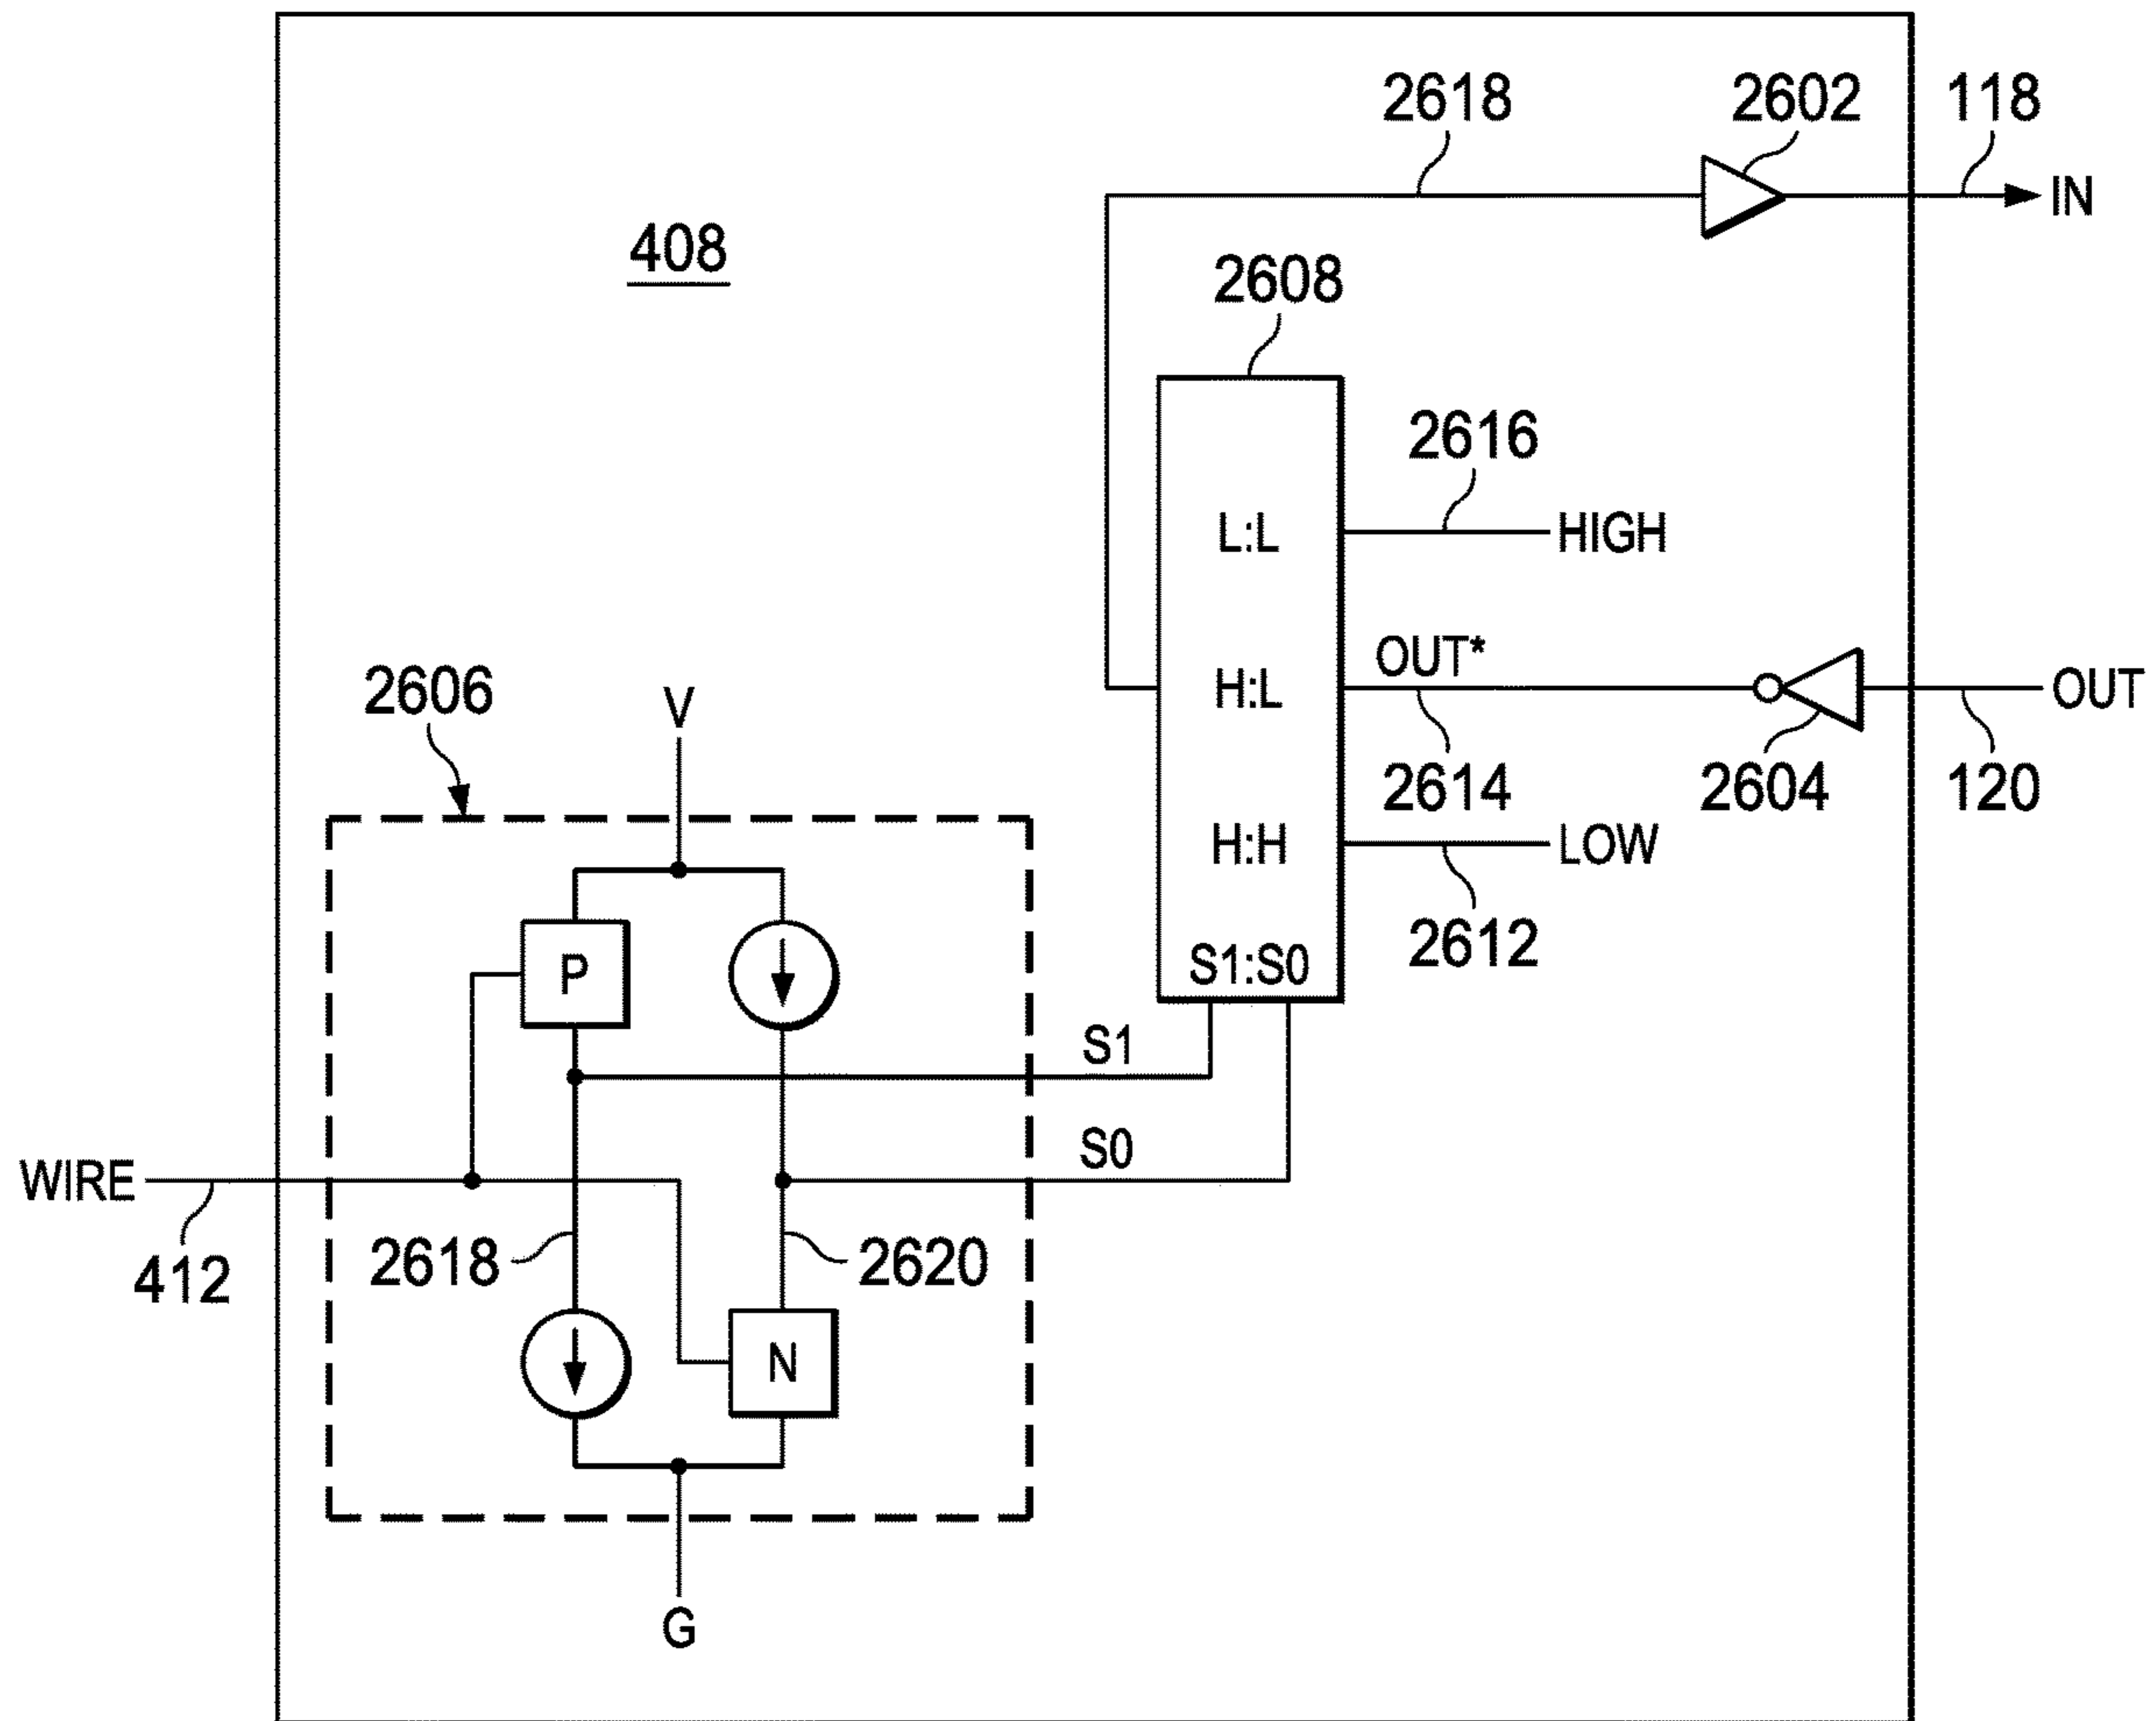 2618 2602 118
IN
408
2608
2616
L:L HIGH
OUT*
2606 V H:L OUT
2614 2604 120
H:H LOW
2612
P S1:S0
S1
S0
WIRE
2618 2620
412
N
G